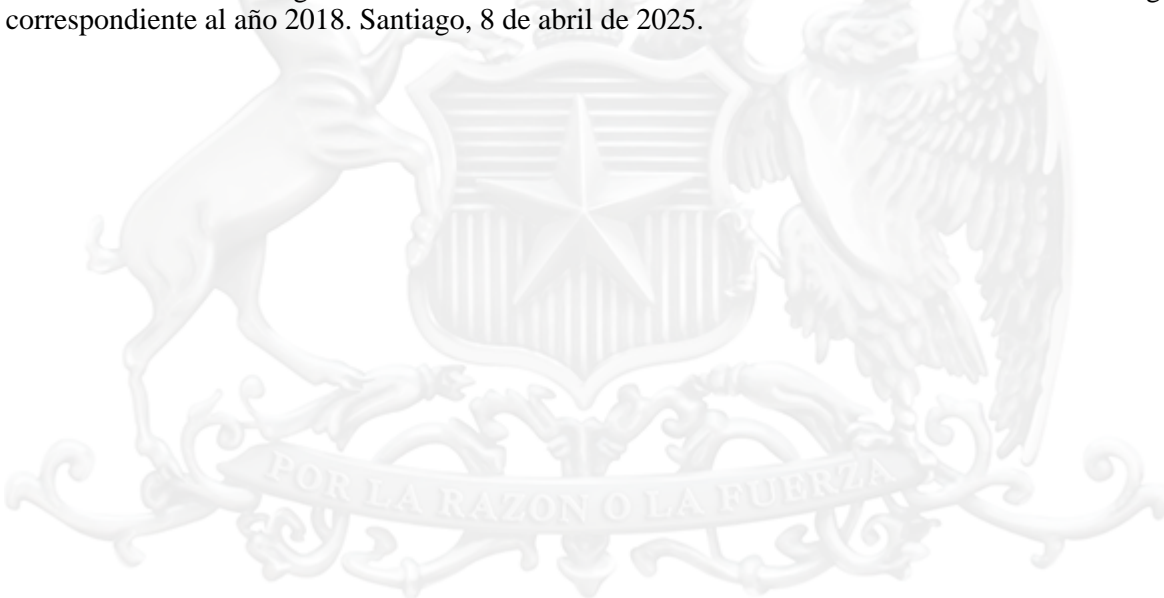 correspondiente al año 2018. Santiago, 8 de abril de 2025.
POR LA RAZON O LA FUERZA